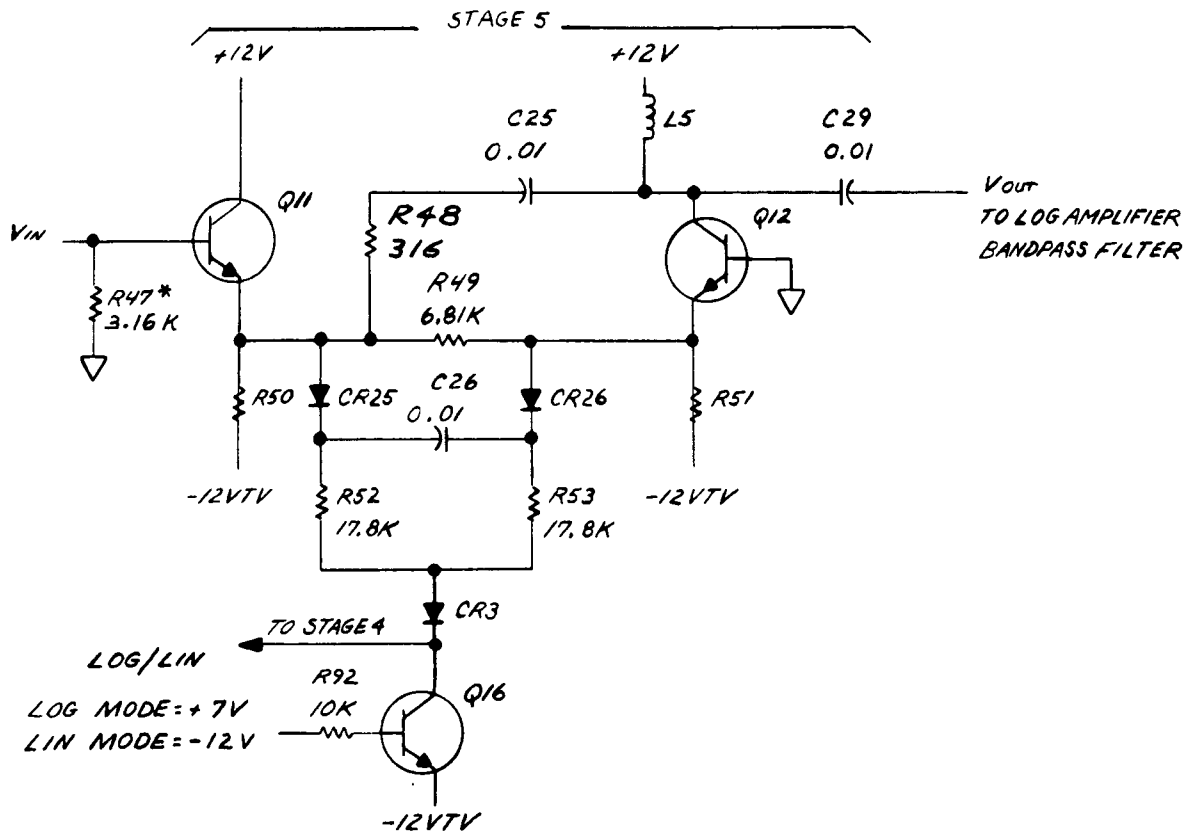 STAGE 5
+12V
+12V
C25
0.01
L5
C29
0.01
Q11
R48
316
Q12
VOUT
TO LOG AMPLIFIER
BANDPASS FILTER
VIN
R47*
3.16K
R49
6.81K
R50
CR25
C26
0.01
CR26
R51
-12VTV
R52
17.8K
R53
17.8K
-12VTV
CR3
TO STAGE 4
LOG/LIN
R92
10K
Q16
LOG MODE=+7V
LIN MODE=-12V
-12VTV